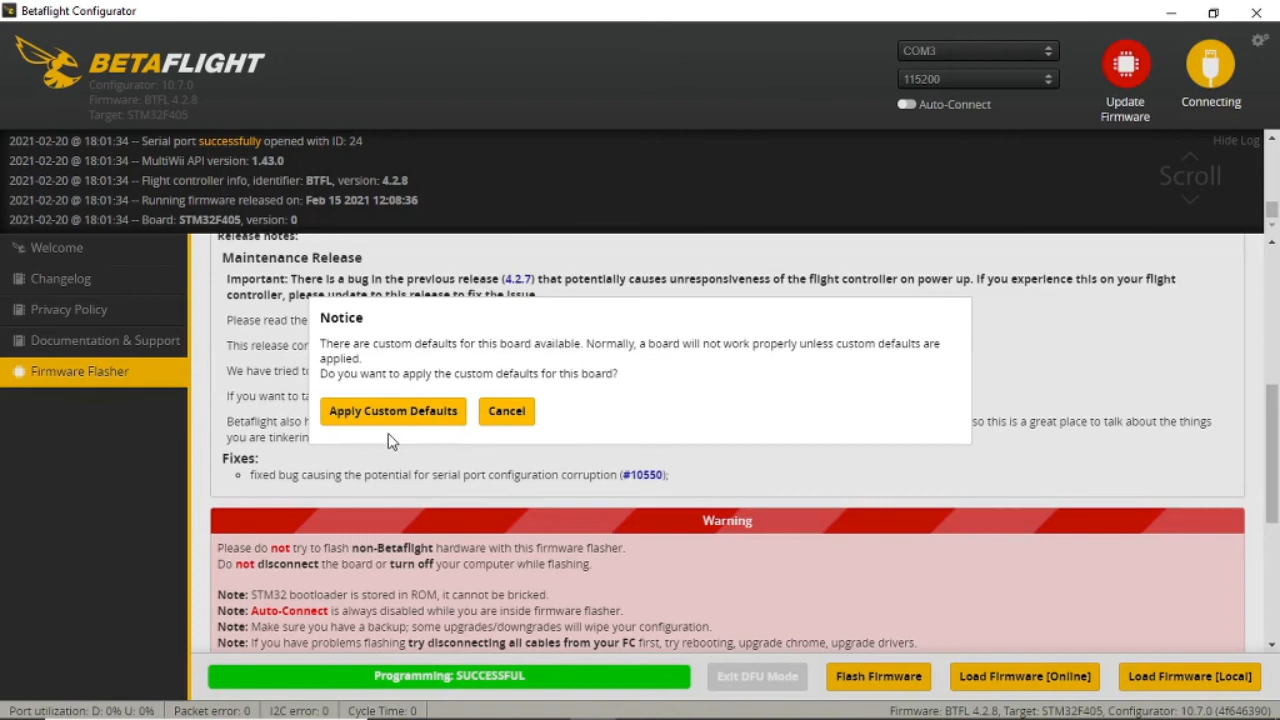 Betaflight Configurator
BETAFLIGHT
Configurator: 10.7.0
Firmware: BTFL 4.2.8
Target: STM32F405
COM3
115200
Auto-Connect
Update
Firmware
Connecting
2021-02-20 @ 18:01:34 -- Serial port successfully opened with ID: 24
2021-02-20 @ 18:01:34 -- MultiWii API version: 1.43.0
2021-02-20 @ 18:01:34 -- Flight controller info, identifier: BTFL, version: 4.2.8
2021-02-20 @ 18:01:34 -- Running firmware released on: Feb 15 2021 12:08:36
2021-02-20 @ 18:01:34 -- Board: STM32F405, version: 0
Hide Log
Scroll
Welcome
Changelog
Privacy Policy
Documentation & Support
Firmware Flasher
Release notes:
Maintenance Release
Important: There is a bug in the previous release (4.2.7) that potentially causes unresponsiveness of the flight controller on power up. If you experience this on your flight
controller, please update to this release to fix the issue.
Please read the
This release con
We have tried to
If you want to ta
Betaflight also h
so this is a great place to talk about the things
you are tinkerin
Notice
There are custom defaults for this board available. Normally, a board will not work properly unless custom defaults are
applied.
Do you want to apply the custom defaults for this board?
Apply Custom Defaults
Cancel
Fixes:
fixed bug causing the potential for serial port configuration corruption (#10550);
Warning
Please do not try to flash non-Betaflight hardware with this firmware flasher.
Do not disconnect the board or turn off your computer while flashing.
Note: STM32 bootloader is stored in ROM, it cannot be bricked.
Note: Auto-Connect is always disabled while you are inside firmware flasher.
Note: Make sure you have a backup; some upgrades/downgrades will wipe your configuration.
Note: If you have problems flashing try disconnecting all cables from your FC first, try rebooting, upgrade chrome, upgrade drivers.
Programming: SUCCESSFUL
Exit DFU Mode
Flash Firmware
Load Firmware [Online]
Load Firmware [Local]
Port utilization: D: 0% U: 0%
Packet error: 0
I2C error: 0
Cycle Time: 0
Firmware: BTFL 4.2.8, Target: STM32F405, Configurator: 10.7.0 (4f646390)